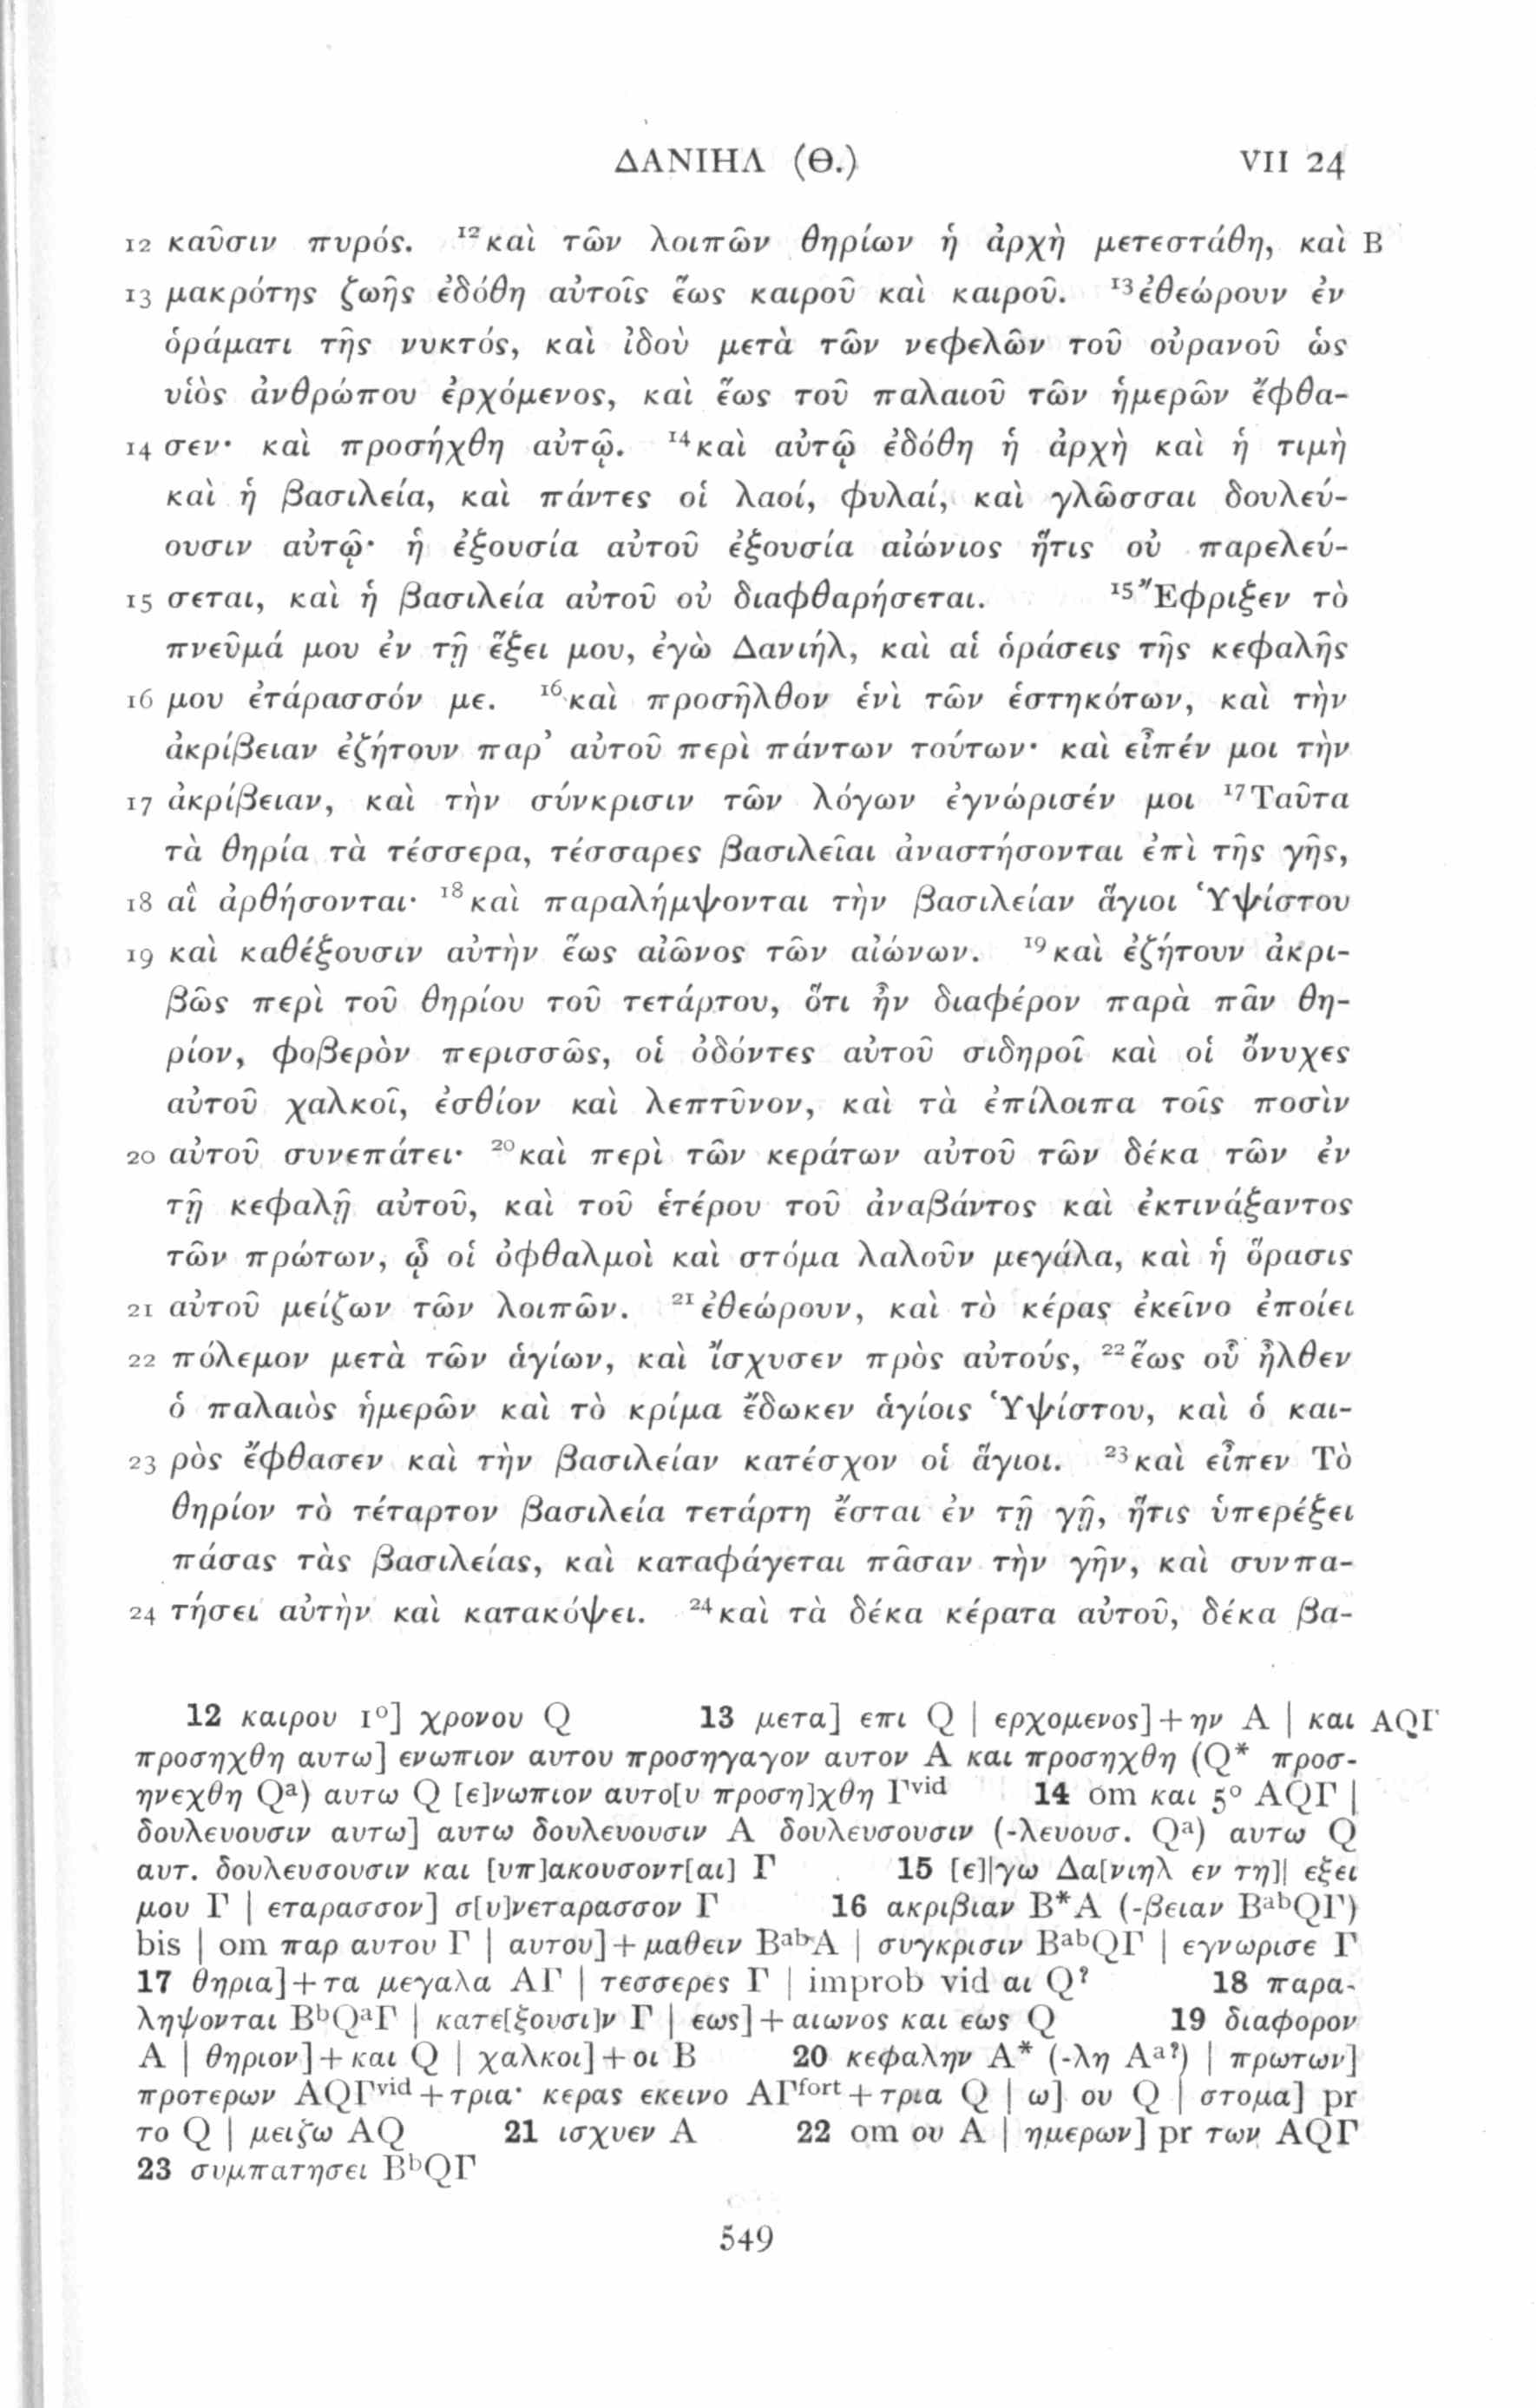 ΔΑΝΙΗΛ (Θ.) VII 24
12 καῦσιν πυρός. ¹²καὶ τῶν λοιπῶν θηρίων ἡ ἀρχὴ μετεστάθη, καὶ B
13 μακρότης ζωῆς ἐδόθη αὐτοῖς ἕως καιροῦ καὶ καιροῦ. ¹³ἐθεώρουν ἐν
ὁράματι τῆς νυκτός, καὶ ἰδοὺ μετὰ τῶν νεφελῶν τοῦ οὐρανοῦ ὡς
υἱὸς ἀνθρώπου ἐρχόμενος, καὶ ἕως τοῦ παλαιοῦ τῶν ἡμερῶν ἔφθα-
14 σεν· καὶ προσήχθη αὐτῷ. ¹⁴καὶ αὐτῷ ἐδόθη ἡ ἀρχὴ καὶ ἡ τιμὴ
καὶ ἡ βασιλεία, καὶ πάντες οἱ λαοί, φυλαί, καὶ γλῶσσαι δουλεύ-
ουσιν αὐτῷ· ἡ ἐξουσία αὐτοῦ ἐξουσία αἰώνιος ἥτις οὐ παρελεύ-
15 σεται, καὶ ἡ βασιλεία αὐτοῦ οὐ διαφθαρήσεται. ¹⁵Ἔφριξεν τὸ
πνεῦμά μου ἐν τῇ ἕξει μου, ἐγὼ Δανιήλ, καὶ αἱ ὁράσεις τῆς κεφαλῆς
16 μου ἐτάρασσόν με. ¹⁶καὶ προσῆλθον ἑνὶ τῶν ἑστηκότων, καὶ τὴν
ἀκρίβειαν ἐζήτουν παρ’ αὐτοῦ περὶ πάντων τούτων· καὶ εἶπέν μοι τὴν
17 ἀκρίβειαν, καὶ τὴν σύνκρισιν τῶν λόγων ἐγνώρισέν μοι ¹⁷Ταῦτα
τὰ θηρία τὰ τέσσερα, τέσσαρες βασιλεῖαι ἀναστήσονται ἐπὶ τῆς γῆς,
18 αἳ ἀρθήσονται· ¹⁸καὶ παραλήμψονται τὴν βασιλείαν ἅγιοι Ὑψίστου
19 καὶ καθέξουσιν αὐτὴν ἕως αἰῶνος τῶν αἰώνων. ¹⁹καὶ ἐζήτουν ἀκρι-
βῶς περὶ τοῦ θηρίου τοῦ τετάρτου, ὅτι ἦν διαφέρον παρὰ πᾶν θη-
ρίον, φοβερὸν περισσῶς, οἱ ὀδόντες αὐτοῦ σιδηροῖ καὶ οἱ ὄνυχες
αὐτοῦ χαλκοῖ, ἐσθίον καὶ λεπτῦνον, καὶ τὰ ἐπίλοιπα τοῖς ποσὶν
20 αὐτοῦ συνεπάτει· ²⁰καὶ περὶ τῶν κεράτων αὐτοῦ τῶν δέκα τῶν ἐν
τῇ κεφαλῇ αὐτοῦ, καὶ τοῦ ἑτέρου τοῦ ἀναβάντος καὶ ἐκτινάξαντος
τῶν πρώτων, ᾧ οἱ ὀφθαλμοὶ καὶ στόμα λαλοῦν μεγάλα, καὶ ἡ ὅρασις
21 αὐτοῦ μείζων τῶν λοιπῶν. ²¹ἐθεώρουν, καὶ τὸ κέρας ἐκεῖνο ἐποίει
22 πόλεμον μετὰ τῶν ἁγίων, καὶ ἴσχυσεν πρὸς αὐτούς, ²²ἕως οὗ ἦλθεν
ὁ παλαιὸς ἡμερῶν καὶ τὸ κρίμα ἔδωκεν ἁγίοις Ὑψίστου, καὶ ὁ και-
23 ρὸς ἔφθασεν καὶ τὴν βασιλείαν κατέσχον οἱ ἅγιοι. ²³καὶ εἶπεν Τὸ
θηρίον τὸ τέταρτον βασιλεία τετάρτη ἔσται ἐν τῇ γῇ, ἥτις ὑπερέξει
πάσας τὰς βασιλείας, καὶ καταφάγεται πᾶσαν τὴν γῆν, καὶ συνπα-
24 τήσει αὐτὴν καὶ κατακόψει. ²⁴καὶ τὰ δέκα κέρατα αὐτοῦ, δέκα βα-
12 καιρου 1°] χρονου Q 13 μετα] επι Q | ερχομενος] + ην A | και AQΓ
προσηχθη αυτω] ενωπιον αυτου προσηγαγον αυτον A και προσηχθη (Q* προσ-
ηνεχθη Qᵃ) αυτω Q [ε]νωπιον αυτο[υ προση]χθη Γᵛⁱᵈ 14 om και 5° AQΓ |
δουλευουσιν αυτω] αυτω δουλευουσιν A δουλευσουσιν (-λευουσ. Qᵃ) αυτω Q
αυτ. δουλευσουσιν και [υπ]ακουσοντ[αι] Γ 15 [ε]|γω Δα[νιηλ εν τη]| εξει
μου Γ | εταρασσον] σ[υ]νεταρασσον Γ 16 ακριβιαν B*A (-βειαν BᵃᵇQΓ)
bis | om παρ αυτου Γ | αυτου] + μαθειν BᵃᵇA | συγκρισιν BᵃᵇQΓ | εγνωρισε Γ
17 θηρια] + τα μεγαλα AΓ | τεσσερες Γ | improb vid αι Q? 18 παρα-
ληψονται BᵇQᵃΓ | κατε[ξουσι]ν Γ | εως] + αιωνος και εως Q 19 διαφορον
A | θηριον] + και Q | χαλκοι] + οι B 20 κεφαλην A* (-λη Aᵃ?) | πρωτων]
προτερων AQΓᵛⁱᵈ + τρια· κερας εκεινο AΓᶠᵒʳᵗ + τρια Q | ω] ου Q | στομα] pr
το Q | μειζω AQ 21 ισχυεν A 22 om ου A | ημερων] pr των AQΓ
23 συμπατησει BᵇQΓ
549